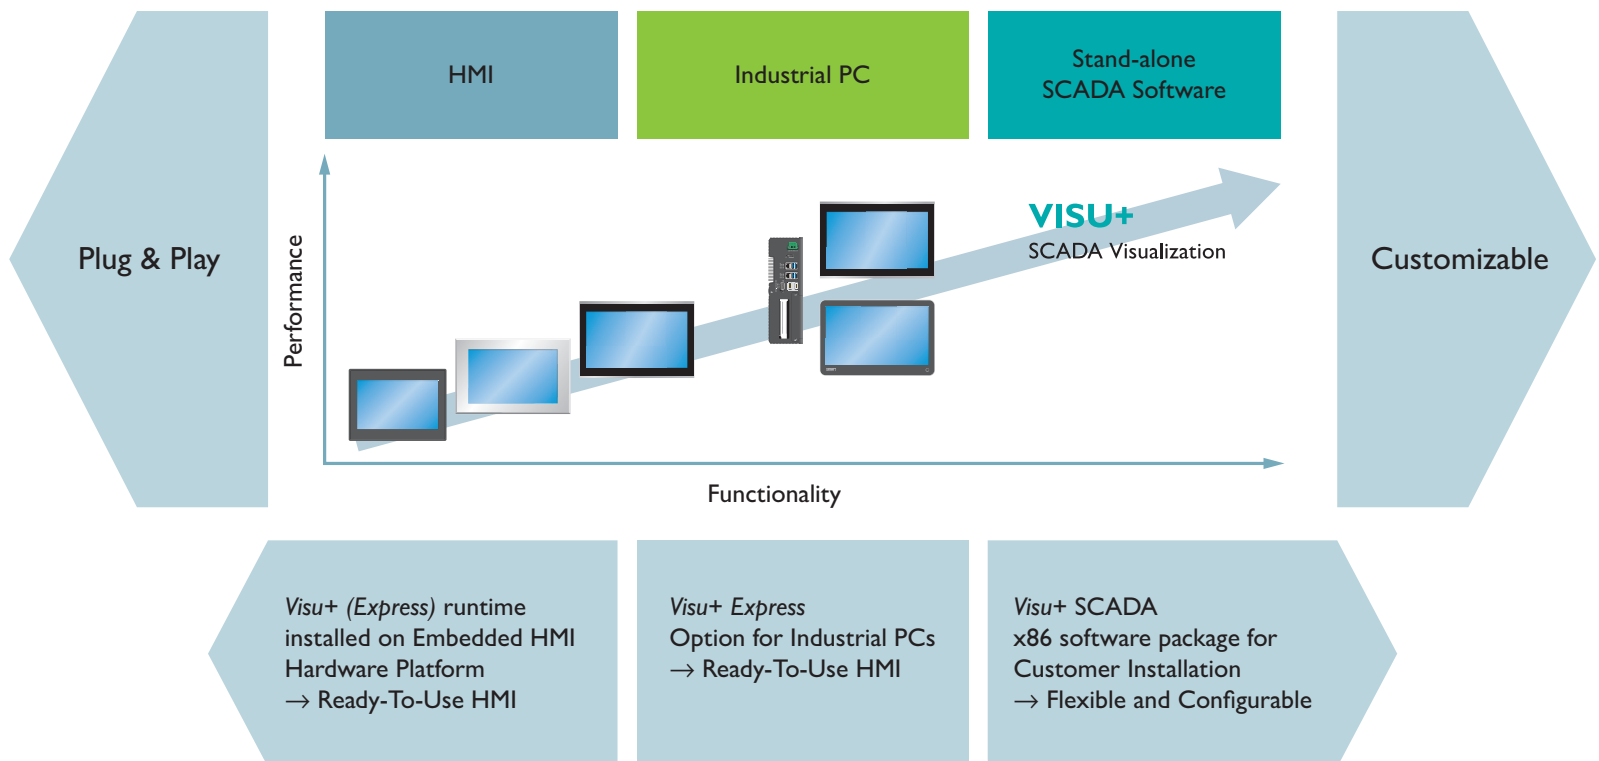 HMI
Industrial PC
Stand-alone
SCADA Software
Plug & Play
Customizable
Performance
VISU+
SCADA Visualization
Functionality
Visu+ (Express) runtime
installed on Embedded HMI
Hardware Platform
→ Ready-To-Use HMI
Visu+ Express
Option for Industrial PCs
→ Ready-To-Use HMI
Visu+ SCADA
x86 software package for
Customer Installation
→ Flexible and Configurable